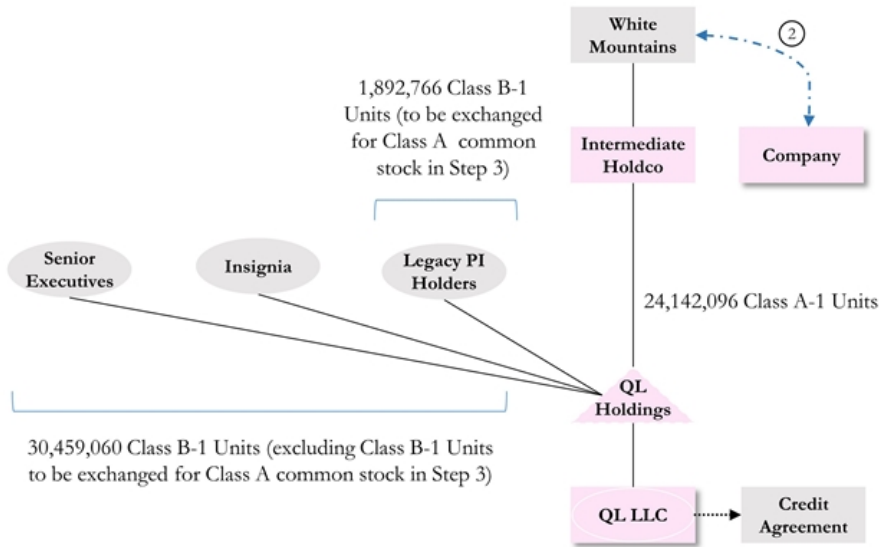 White
Mountains
2
1,892,766 Class B-1
Units (to be exchanged
for Class A common
stock in Step 3)
Intermediate
Holdco
Company
Senior
Executives
Insignia
Legacy PI
Holders
24,142,096 Class A-1 Units
QL
Holdings
30,459,060 Class B-1 Units (excluding Class B-1 Units
to be exchanged for Class A common stock in Step 3)
QL LLC
Credit
Agreement